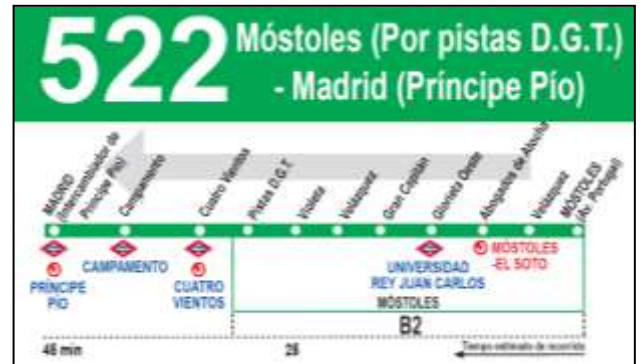 522
Móstoles (Por pistas D.G.T.)
- Madrid (Príncipe Pío)
MADRID
(Intercambiador de
Príncipe Pío)
Campamento
Cuatro Vientos
Pistas D.G.T.
Violeta
Velázquez
Gran Capitán
Glorieta Oeste
Abogados de Atocha
Velázquez
MÓSTOLES
(Av. Portugal)
PRÍNCIPE
PÍO
CAMPAMENTO
CUATRO
VIENTOS
UNIVERSIDAD
REY JUAN CARLOS
MÓSTOLES
-EL SOTO
MÓSTOLES
B2
45 min
25
Tiempo estimado de recorrido